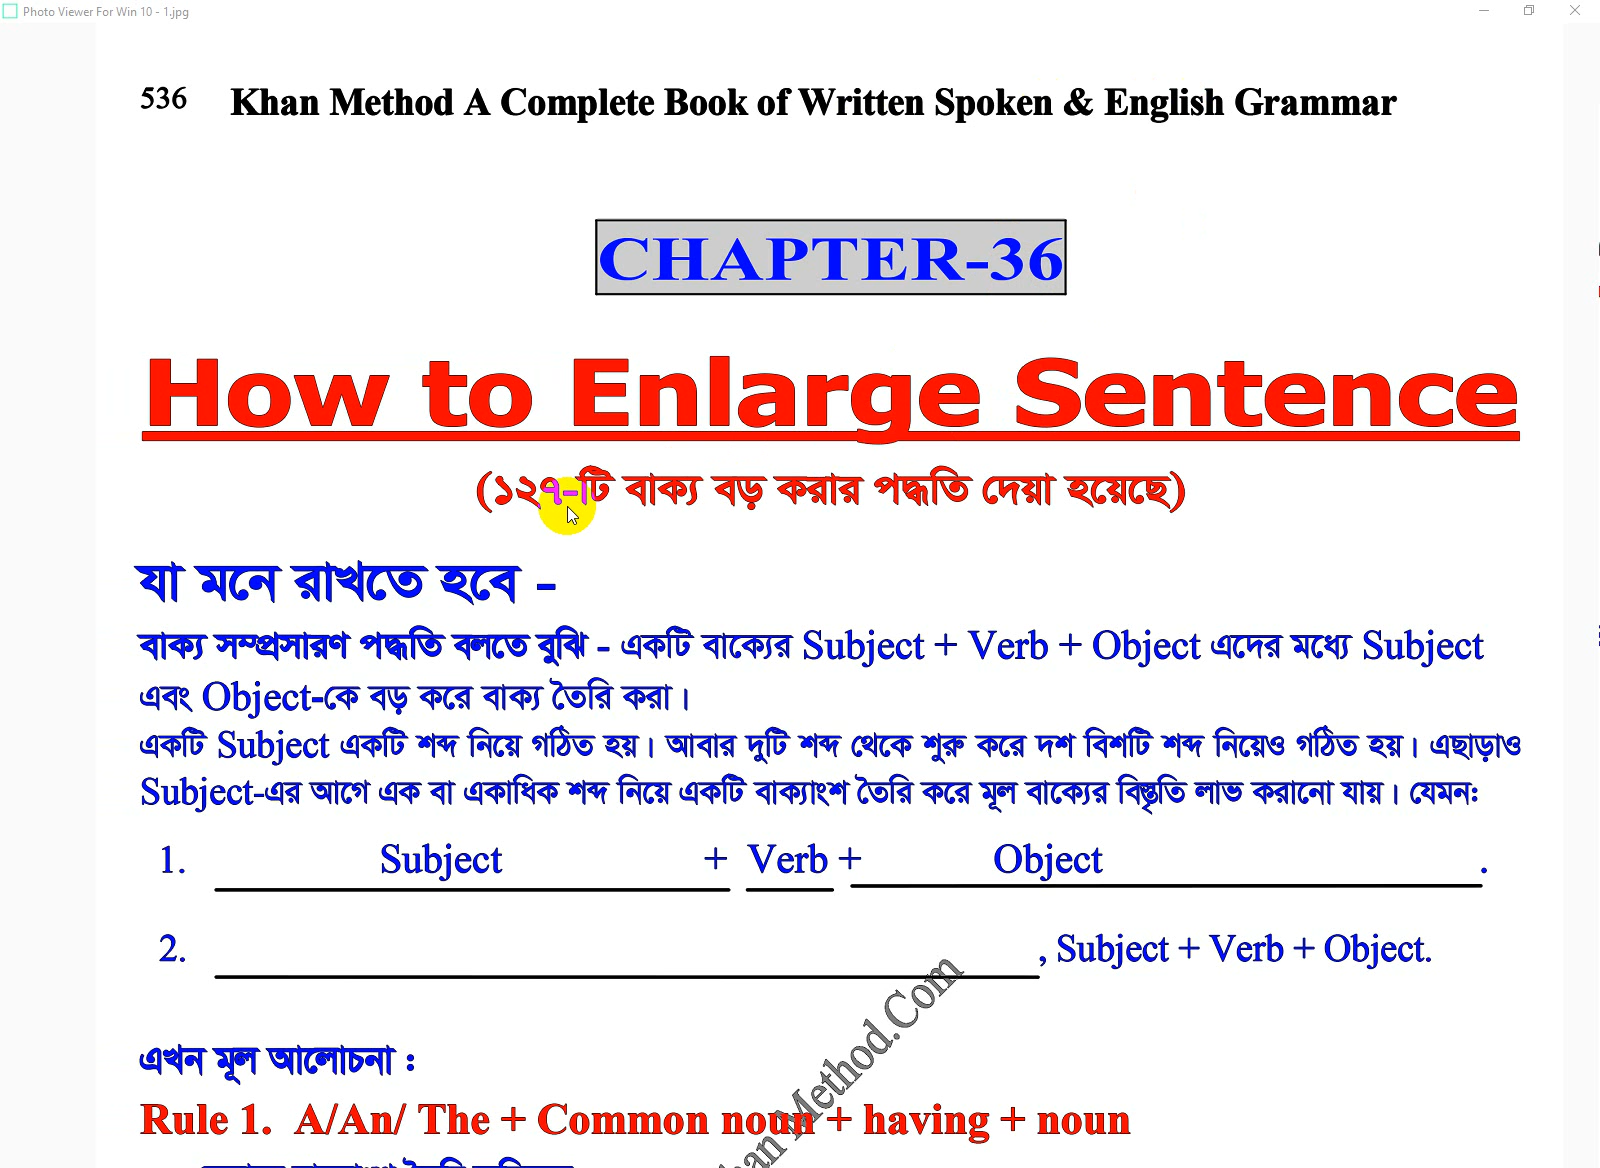 Photo Viewer For Win 10 - 1.jpg
536 Khan Method A Complete Book of Written Spoken & English Grammar
CHAPTER-36
How to Enlarge Sentence
(১২৭-টি বাক্য বড় করার পদ্ধতি দেয়া হয়েছে)
যা মনে রাখতে হবে -
বাক্য সম্প্রসারণ পদ্ধতি বলতে বুঝি - একটি বাক্যের Subject + Verb + Object এদের মধ্যে Subject
এবং Object-কে বড় করে বাক্য তৈরি করা।
একটি Subject একটি শব্দ নিয়ে গঠিত হয়। আবার দুটি শব্দ থেকে শুরু করে দশ বিশটি শব্দ নিয়েও গঠিত হয়। এছাড়াও
Subject-এর আগে এক বা একাধিক শব্দ নিয়ে একটি বাক্যাংশ তৈরি করে মূল বাক্যের বিস্তৃতি লাভ করানো যায়। যেমনঃ
1. Subject + Verb + Object .
2. , Subject + Verb + Object.
এখন মূল আলোচনা :
Rule 1. A/An/ The + Common noun + having + noun
Method.Com